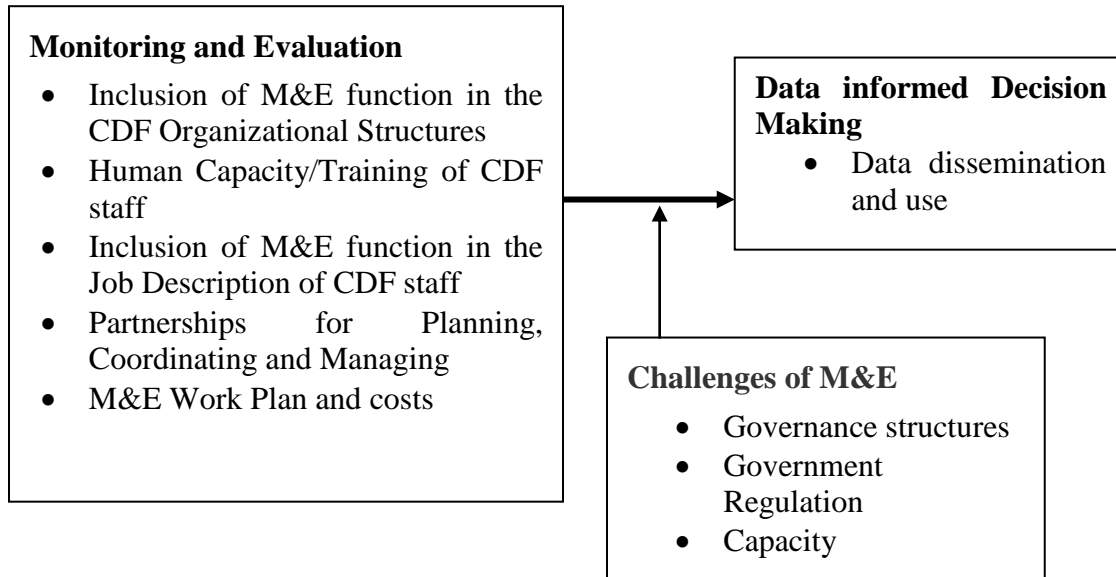 Monitoring and Evaluation
• Inclusion of M&E function in the
CDF Organizational Structures
• Human Capacity/Training of CDF
staff
• Inclusion of M&E function in the
Job Description of CDF staff
• Partnerships for Planning,
Coordinating and Managing
• M&E Work Plan and costs
Data informed Decision
Making
• Data dissemination
and use
Challenges of M&E
• Governance structures
• Government
Regulation
• Capacity